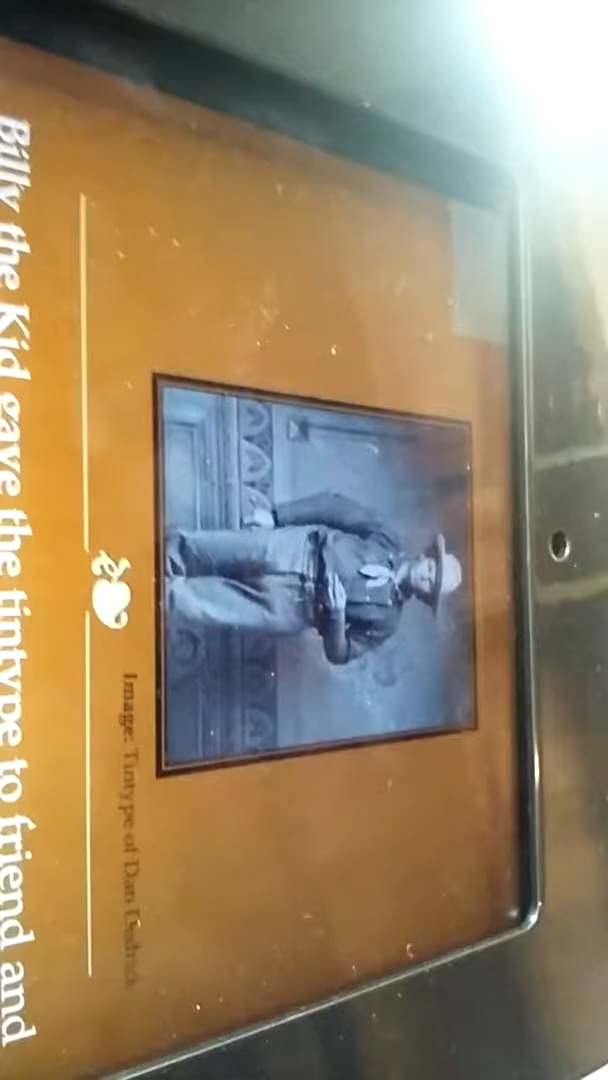 Image: Tintype of Dan Dedrick
Billy the Kid gave the tintype to friend and